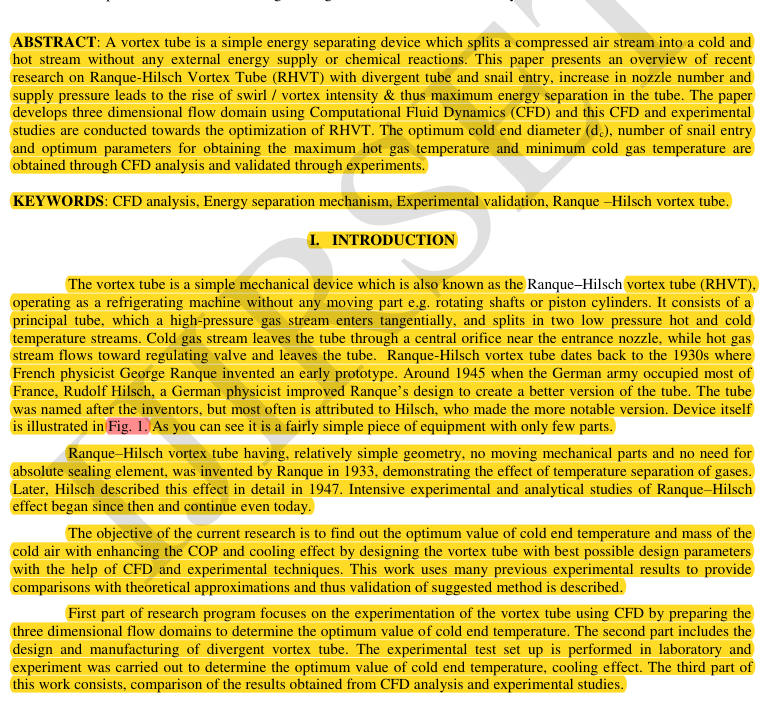 ABSTRACT: A vortex tube is a simple energy separating device which splits a compressed air stream into a cold and
hot stream without any external energy supply or chemical reactions. This paper presents an overview of recent
research on Ranque-Hilsch Vortex Tube (RHVT) with divergent tube and snail entry, increase in nozzle number and
supply pressure leads to the rise of swirl / vortex intensity & thus maximum energy separation in the tube. The paper
develops three dimensional flow domain using Computational Fluid Dynamics (CFD) and this CFD and experimental
studies are conducted towards the optimization of RHVT. The optimum cold end diameter (dc), number of snail entry
and optimum parameters for obtaining the maximum hot gas temperature and minimum cold gas temperature are
obtained through CFD analysis and validated through experiments.
KEYWORDS: CFD analysis, Energy separation mechanism, Experimental validation, Ranque –Hilsch vortex tube.
I. INTRODUCTION
The vortex tube is a simple mechanical device which is also known as the Ranque–Hilsch vortex tube (RHVT),
operating as a refrigerating machine without any moving part e.g. rotating shafts or piston cylinders. It consists of a
principal tube, which a high-pressure gas stream enters tangentially, and splits in two low pressure hot and cold
temperature streams. Cold gas stream leaves the tube through a central orifice near the entrance nozzle, while hot gas
stream flows toward regulating valve and leaves the tube. Ranque-Hilsch vortex tube dates back to the 1930s where
French physicist George Ranque invented an early prototype. Around 1945 when the German army occupied most of
France, Rudolf Hilsch, a German physicist improved Ranque's design to create a better version of the tube. The tube
was named after the inventors, but most often is attributed to Hilsch, who made the more notable version. Device itself
is illustrated in Fig. 1. As you can see it is a fairly simple piece of equipment with only few parts.
Ranque–Hilsch vortex tube having, relatively simple geometry, no moving mechanical parts and no need for
absolute sealing element, was invented by Ranque in 1933, demonstrating the effect of temperature separation of gases.
Later, Hilsch described this effect in detail in 1947. Intensive experimental and analytical studies of Ranque–Hilsch
effect began since then and continue even today.
The objective of the current research is to find out the optimum value of cold end temperature and mass of the
cold air with enhancing the COP and cooling effect by designing the vortex tube with best possible design parameters
with the help of CFD and experimental techniques. This work uses many previous experimental results to provide
comparisons with theoretical approximations and thus validation of suggested method is described.
First part of research program focuses on the experimentation of the vortex tube using CFD by preparing the
three dimensional flow domains to determine the optimum value of cold end temperature. The second part includes the
design and manufacturing of divergent vortex tube. The experimental test set up is performed in laboratory and
experiment was carried out to determine the optimum value of cold end temperature, cooling effect. The third part of
this work consists, comparison of the results obtained from CFD analysis and experimental studies.
IJIRSET